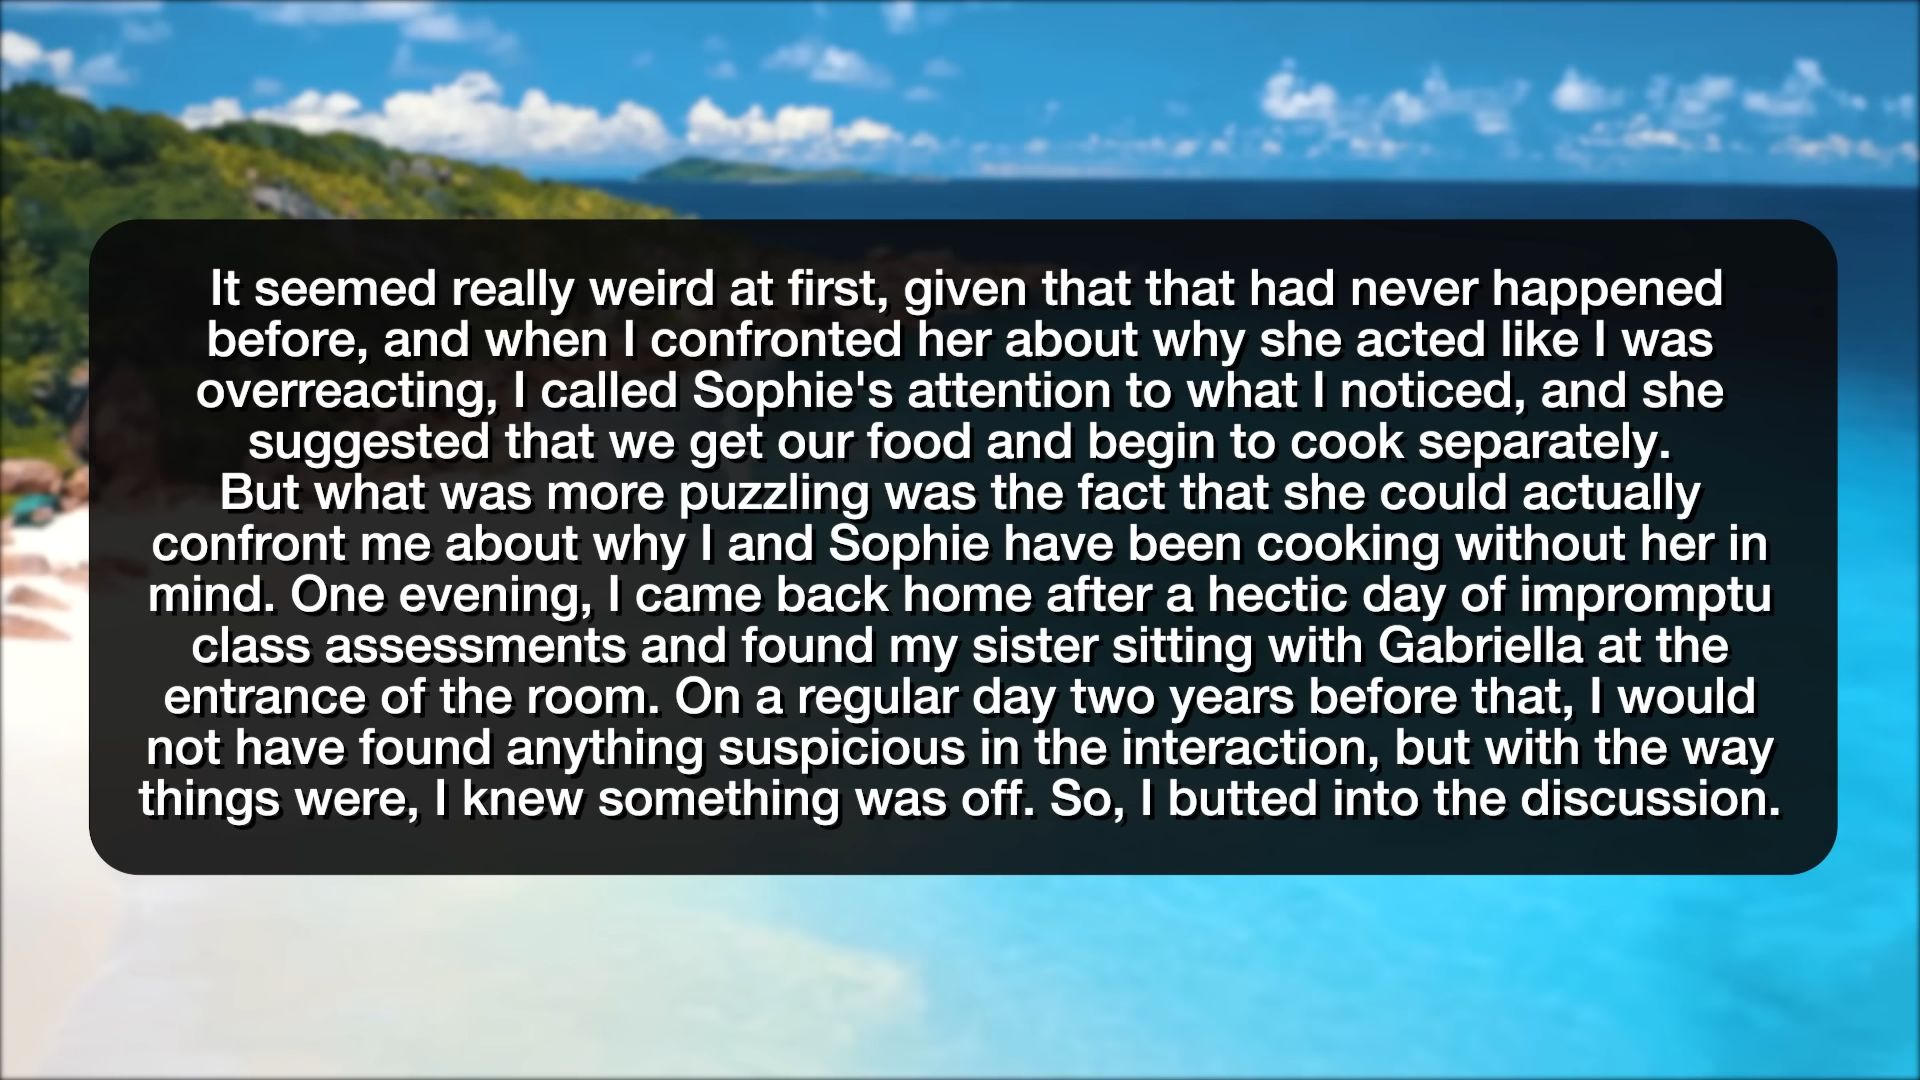 It seemed really weird at first, given that that had never happened
before, and when I confronted her about why she acted like I was
overreacting, I called Sophie's attention to what I noticed, and she
suggested that we get our food and begin to cook separately.
But what was more puzzling was the fact that she could actually
confront me about why I and Sophie have been cooking without her in
mind. One evening, I came back home after a hectic day of impromptu
class assessments and found my sister sitting with Gabriella at the
entrance of the room. On a regular day two years before that, I would
not have found anything suspicious in the interaction, but with the way
things were, I knew something was off. So, I butted into the discussion.